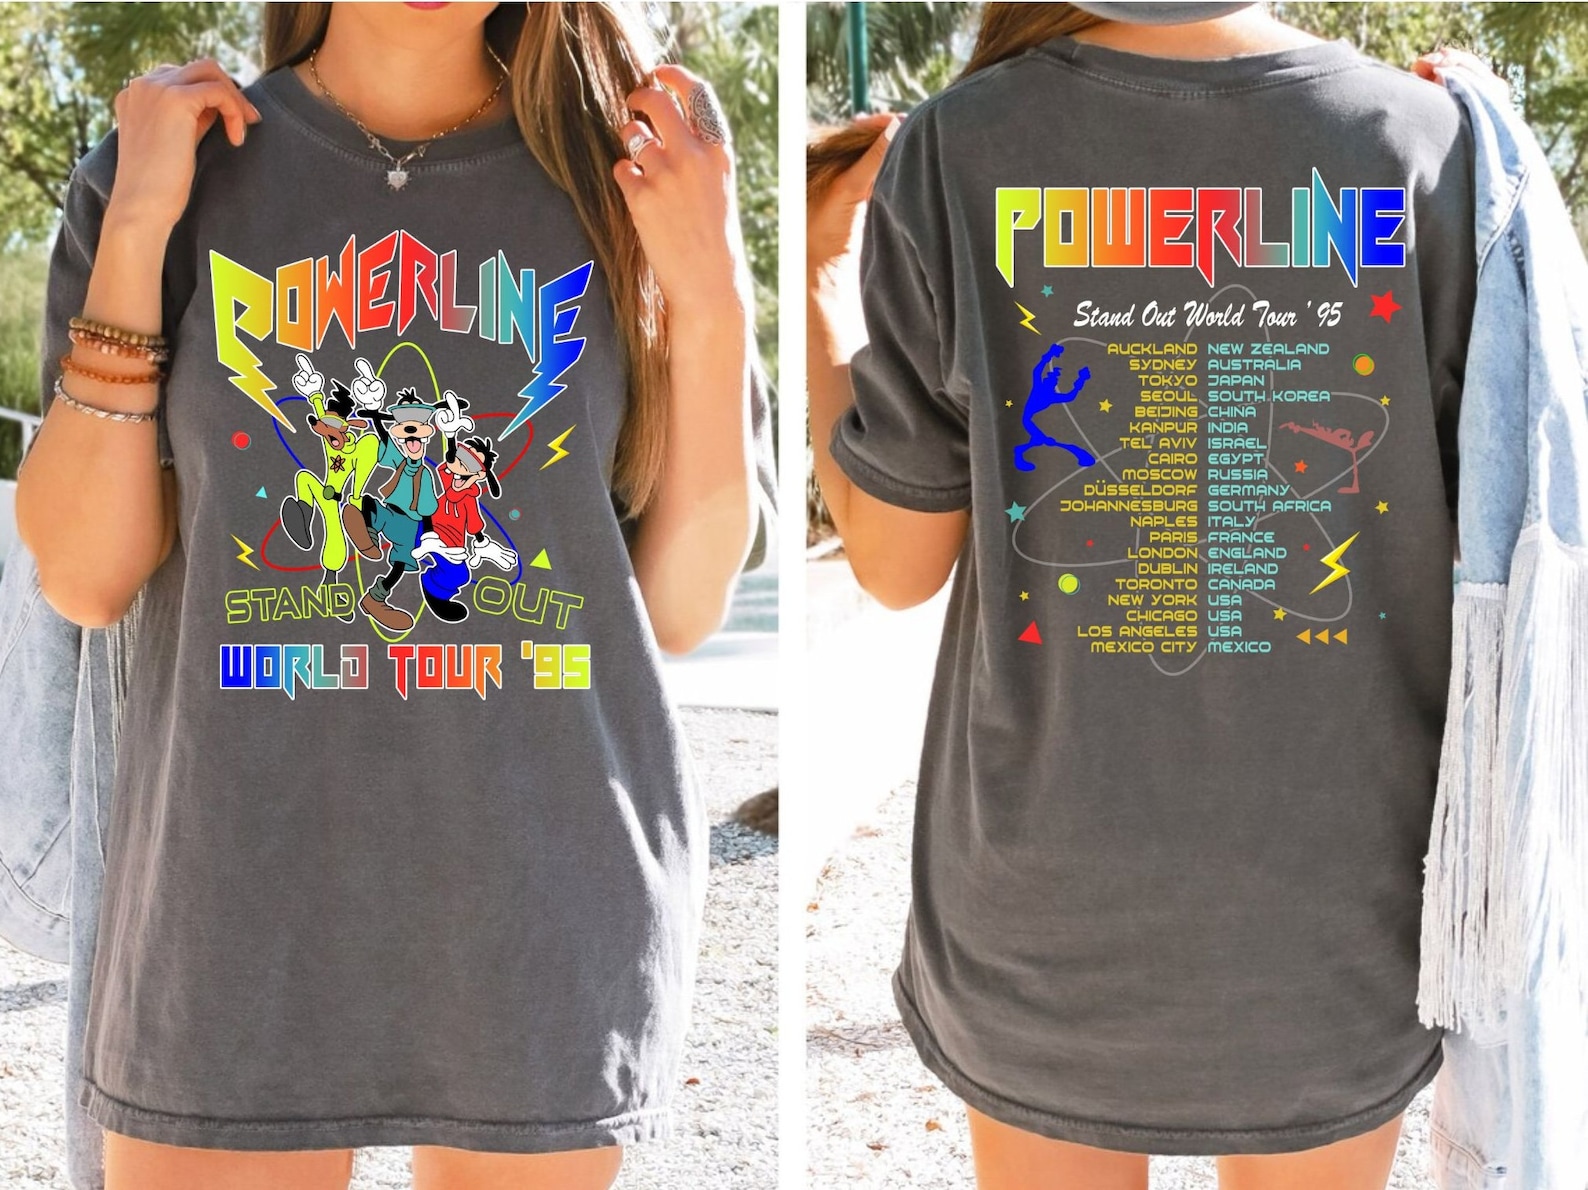 POWERLINE
STAND OUT
WORLD TOUR '95
POWERLINE
Stand Out World Tour '95
AUCKLAND NEW ZEALAND
SYDNEY AUSTRALIA
TOKYO JAPAN
SEOUL SOUTH KOREA
BEIJING CHINA
KANPUR INDIA
TEL AVIV ISRAEL
CAIRO EGYPT
MOSCOW RUSSIA
DÜSSELDORF GERMANY
JOHANNESBURG SOUTH AFRICA
NAPLES ITALY
PARIS FRANCE
LONDON ENGLAND
DUBLIN IRELAND
TORONTO CANADA
NEW YORK USA
CHICAGO USA
LOS ANGELES USA
MEXICO CITY MEXICO